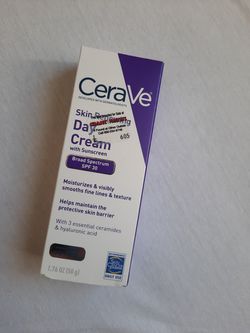 CeraVe
DEVELOPED WITH DERMATOLOGISTS
Skin
Day
Cream
with Sunscreen
605
Broad Spectrum
SPF 30
Moisturizes & visibly
smooths fine lines & texture
Helps maintain the
protective skin barrier
With 3 essential ceramides
& hyaluronic acid
1.76 OZ (50 g)